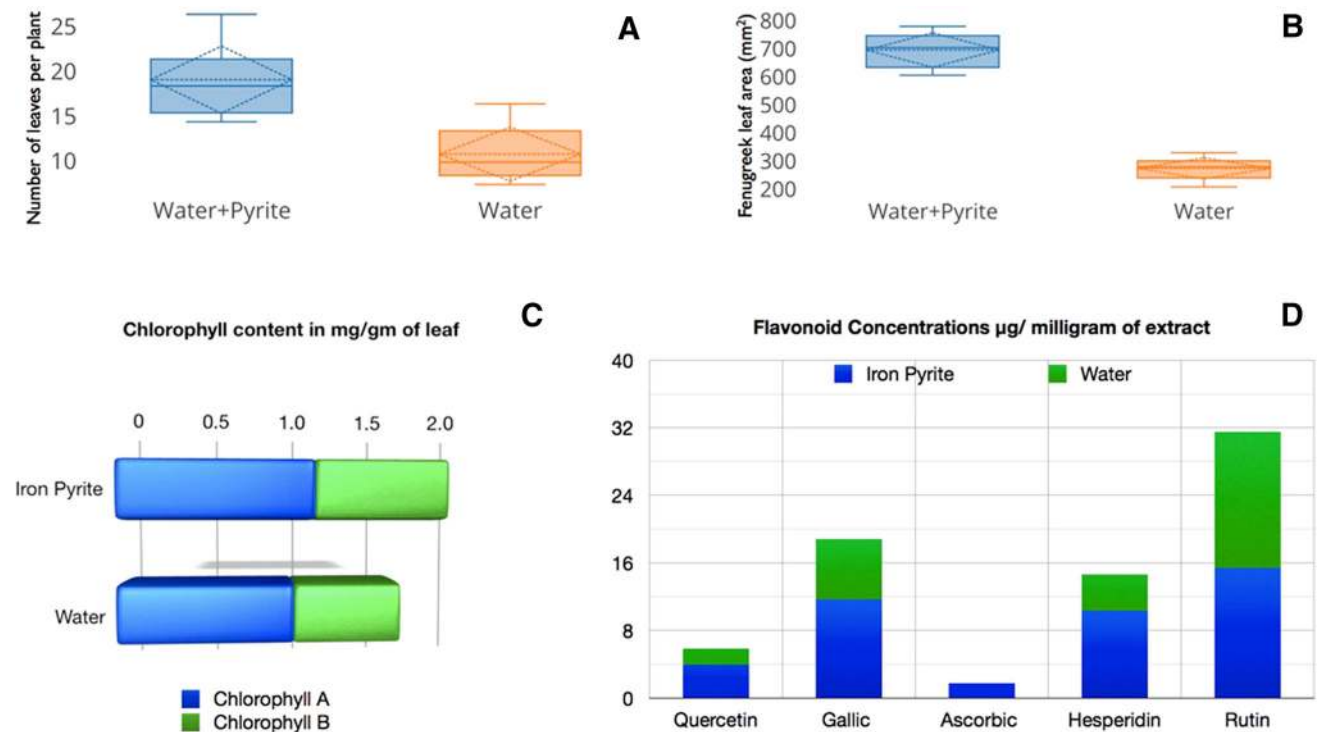 A
Number of leaves per plant
25
20
15
10
Water+Pyrite Water
B
Fenugreek leaf area (mm²)
800
700
600
500
400
300
200
Water+Pyrite Water
C
Chlorophyll content in mg/gm of leaf
0 0.5 1.0 1.5 2.0
Iron Pyrite
Water
Chlorophyll A
Chlorophyll B
D
Flavonoid Concentrations µg/ milligram of extract
Iron Pyrite Water
40
32
24
16
8
0
Quercetin Gallic Ascorbic Hesperidin Rutin